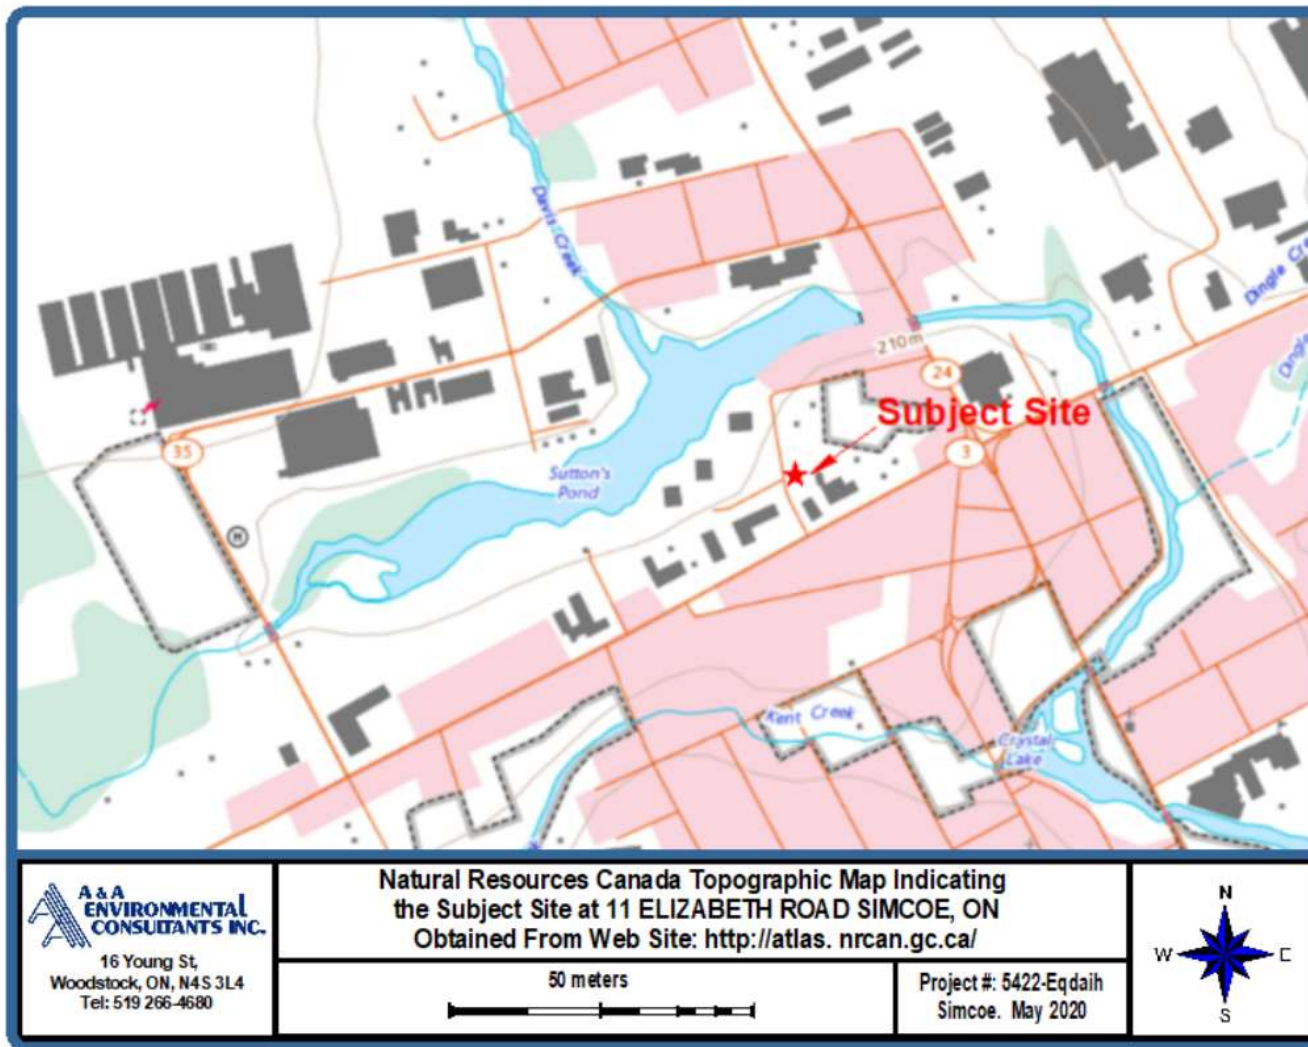 Davis Creek
Dingle Cre
Dingle
210m
24
Subject Site
35
3
Sutton's
Pond
H
Kent Creek
Crystal
Lake
A & A
ENVIRONMENTAL
CONSULTANTS INC.
16 Young St,
Woodstock, ON, N4S 3L4
Tel: 519 266-4680
Natural Resources Canada Topographic Map Indicating
the Subject Site at 11 ELIZABETH ROAD SIMCOE, ON
Obtained From Web Site: http://atlas. nrcan.gc.ca/
50 meters
Project #: 5422-Eqdaih
Simcoe. May 2020
N
W
E
S